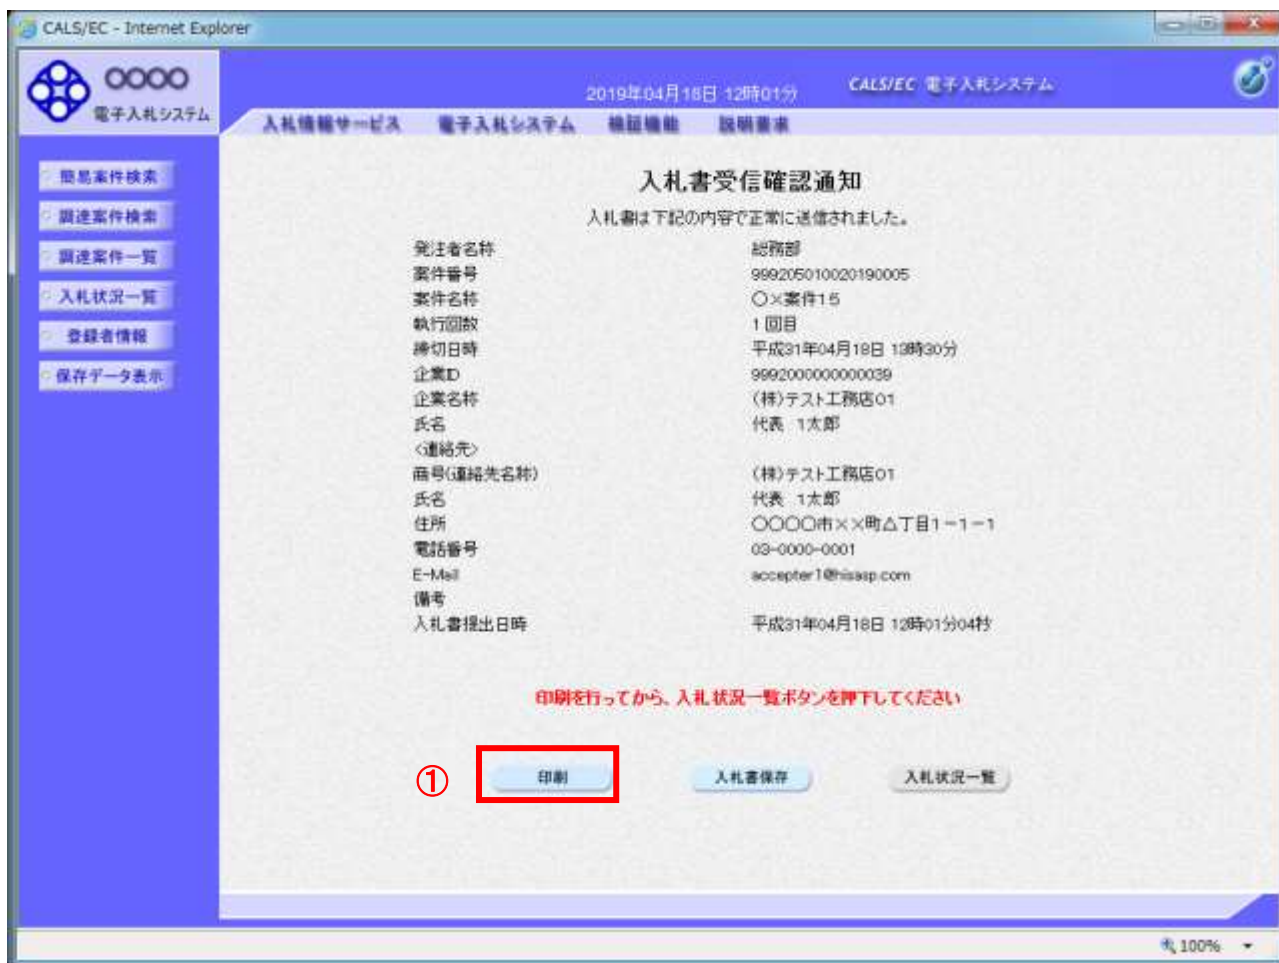 CALS/EC - Internet Explorer
○○○○
電子入札システム
2019年04月18日 12時01分
CALS/EC 電子入札システム
入札情報サービス 電子入札システム 検証機能 説明要求
簡易案件検索
調達案件検索
調達案件一覧
入札状況一覧
登録者情報
保存データ表示
入札書受信確認通知
入札書は下記の内容で正常に送信されました。
発注者名称 総務部
案件番号 999205010020190005
案件名称 ○×案件15
執行回数 1回目
締切日時 平成31年04月18日 13時30分
企業ID 9992000000000039
企業名称 (株)テスト工務店01
氏名 代表 1太郎
<連絡先>
商号(連絡先名称) (株)テスト工務店01
氏名 代表 1太郎
住所 ○○○○市××町△丁目1-1-1
電話番号 03-0000-0001
E-Mail accepter1@hisasp.com
備考
入札書提出日時 平成31年04月18日 12時01分04秒
印刷を行ってから、入札状況一覧ボタンを押下してください
① 印刷 入札書保存 入札状況一覧
100%